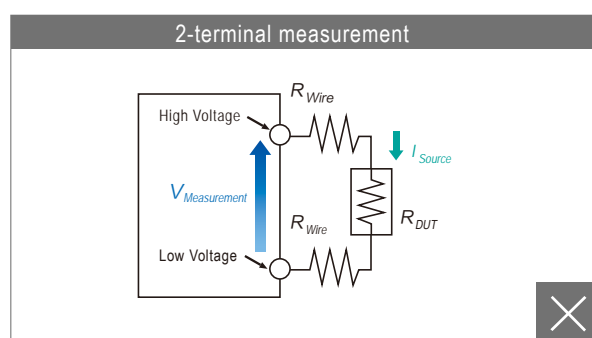 2-terminal measurement
R Wire
High Voltage
I Source
V Measurement
R DUT
R Wire
Low Voltage